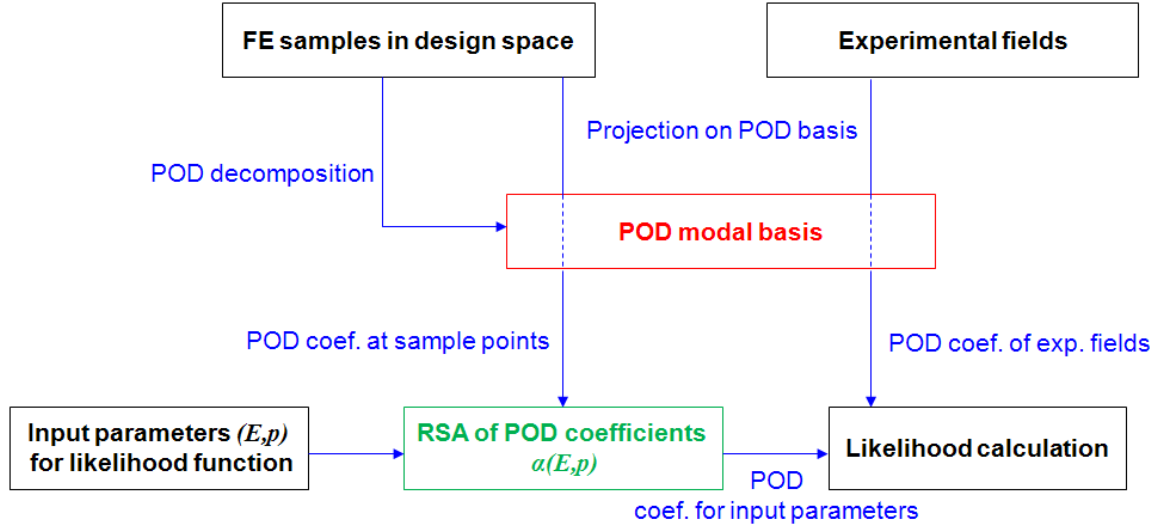 FE samples in design space
Experimental fields
Projection on POD basis
POD decomposition
POD modal basis
POD coef. at sample points
POD coef. of exp. fields
Input parameters (E,p)
for likelihood function
RSA of POD coefficients
α(E,p)
Likelihood calculation
POD
coef. for input parameters